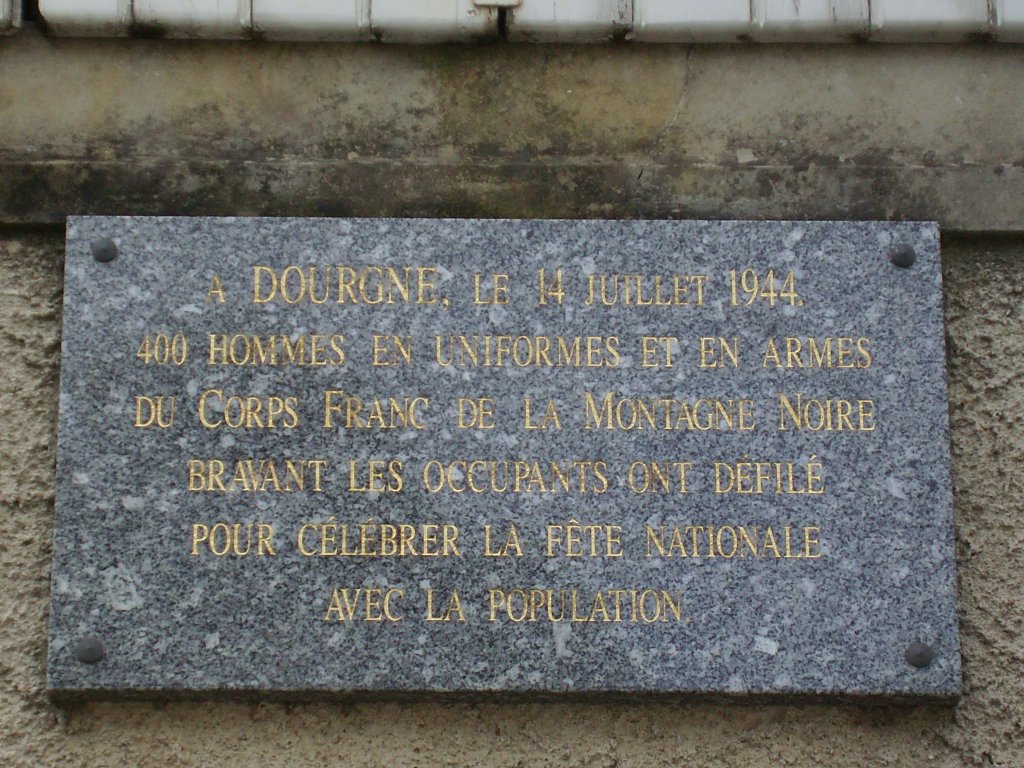 A DOURGNE, LE 14 JUILLET 1944.
400 HOMMES EN UNIFORMES ET EN ARMES
DU CORPS FRANC DE LA MONTAGNE NOIRE
BRAVANT LES OCCUPANTS ONT DÉFILÉ
POUR CÉLÉBRER LA FÊTE NATIONALE
AVEC LA POPULATION.